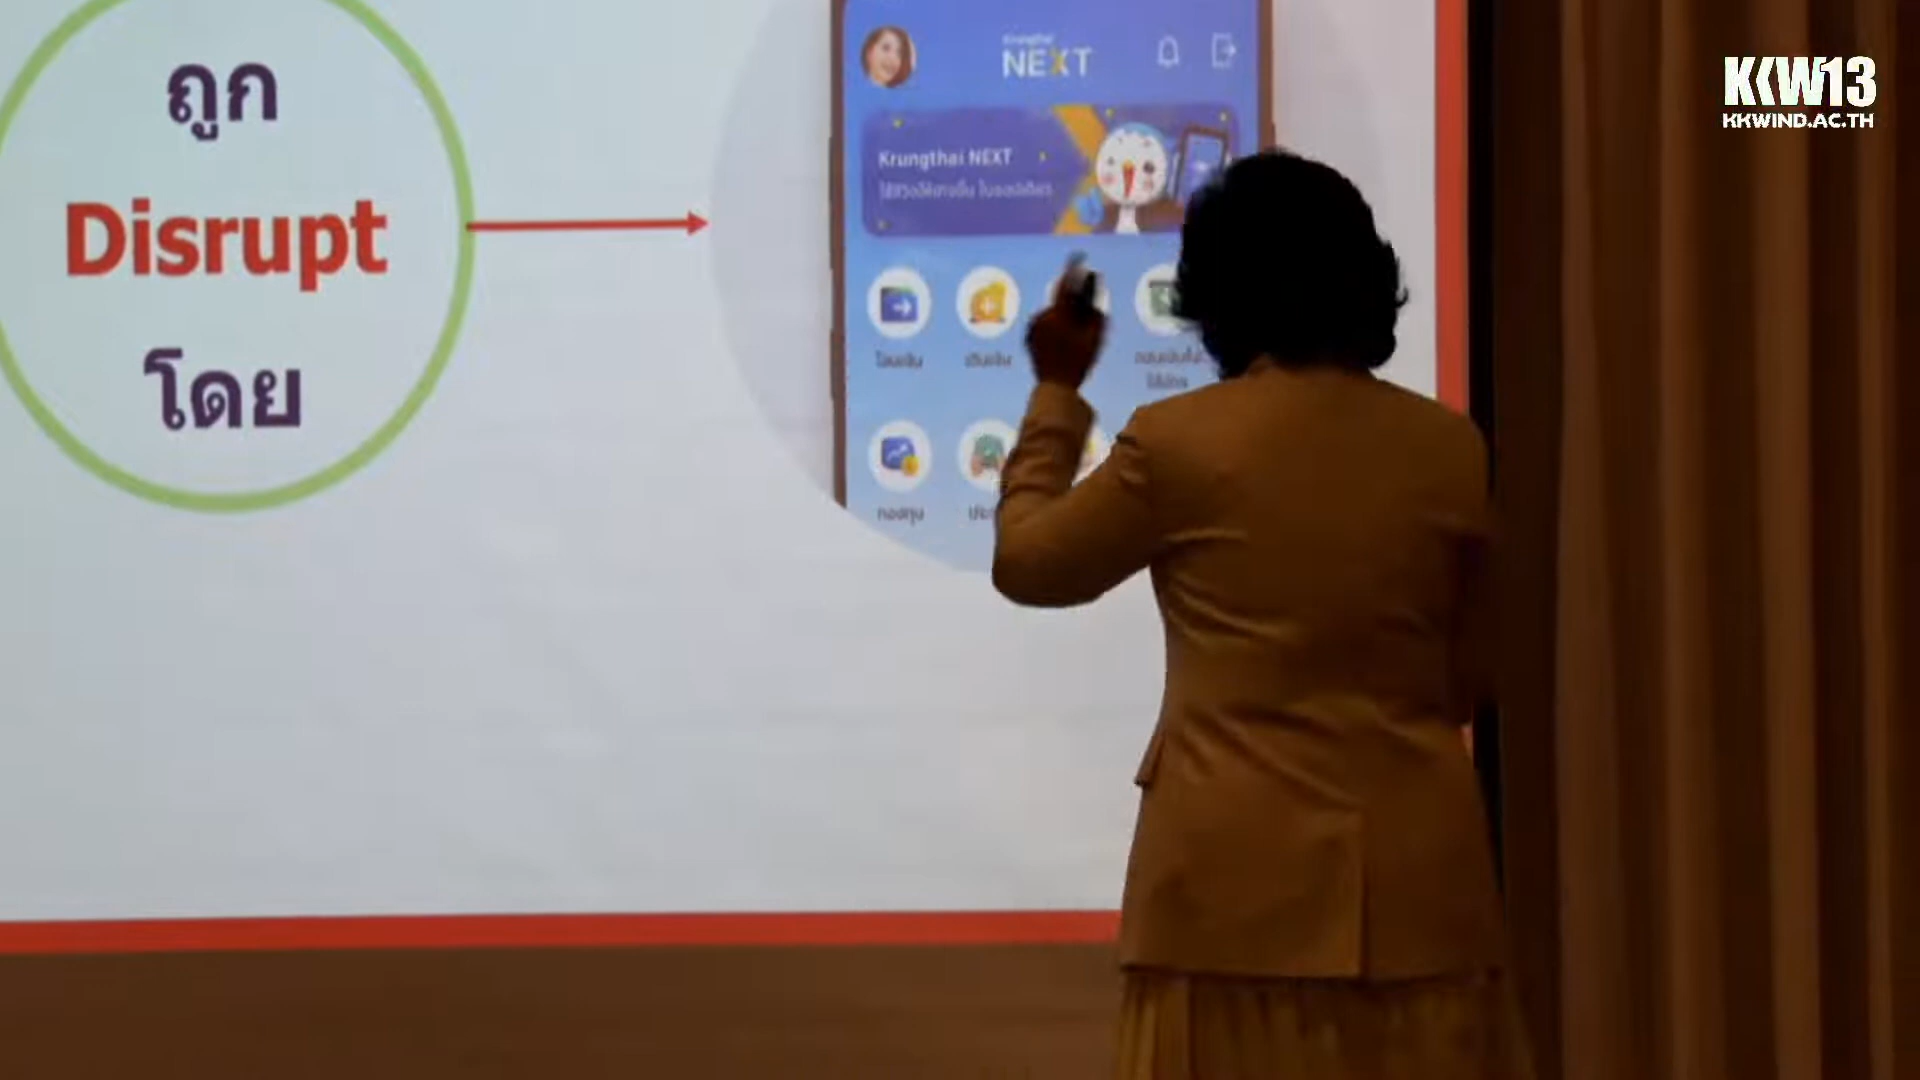 ถูก
Disrupt
โดย
Krungthai
NEXT
Krungthai NEXT
โอนเงิน
เติมเงิน
กองทุน
KKW13
KKWIND.AC.TH